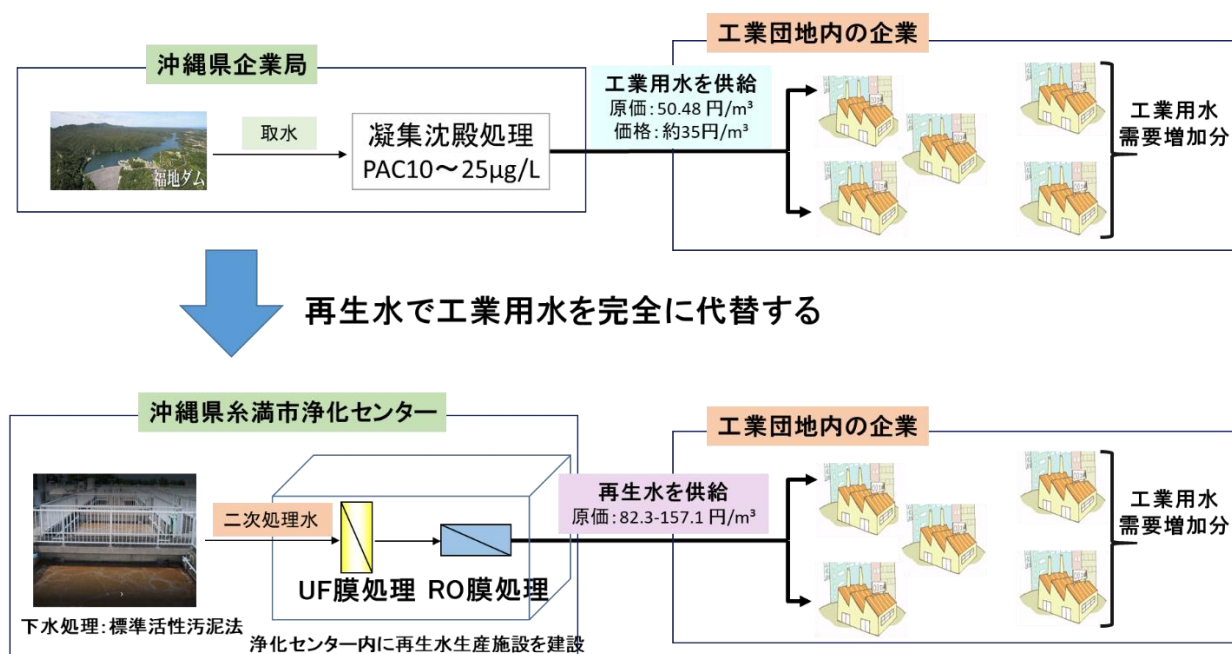 工業団地内の企業
沖縄県企業局
工業用水を供給
原価：50.48 円/m³
価格：約35円/m³
取水
凝集沈殿処理
PAC10～25μg/L
福地ダム
工業用水
需要増加分
再生水で工業用水を完全に代替する
沖縄県糸満市浄化センター
工業団地内の企業
再生水を供給
原価：82.3-157.1 円/m³
二次処理水
UF膜処理
RO膜処理
工業用水
需要増加分
下水処理：標準活性汚泥法
浄化センター内に再生水生産施設を建設